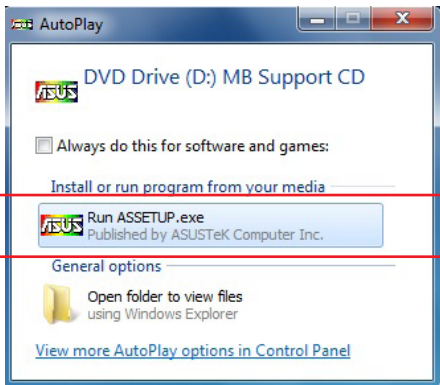 AutoPlay
DVD Drive (D:) MB Support CD
ASUS
Always do this for software and games:
Install or run program from your media
ASUS
Run ASSETUP.exe
Published by ASUSTeK Computer Inc.
General options
Open folder to view files
using Windows Explorer
View more AutoPlay options in Control Panel